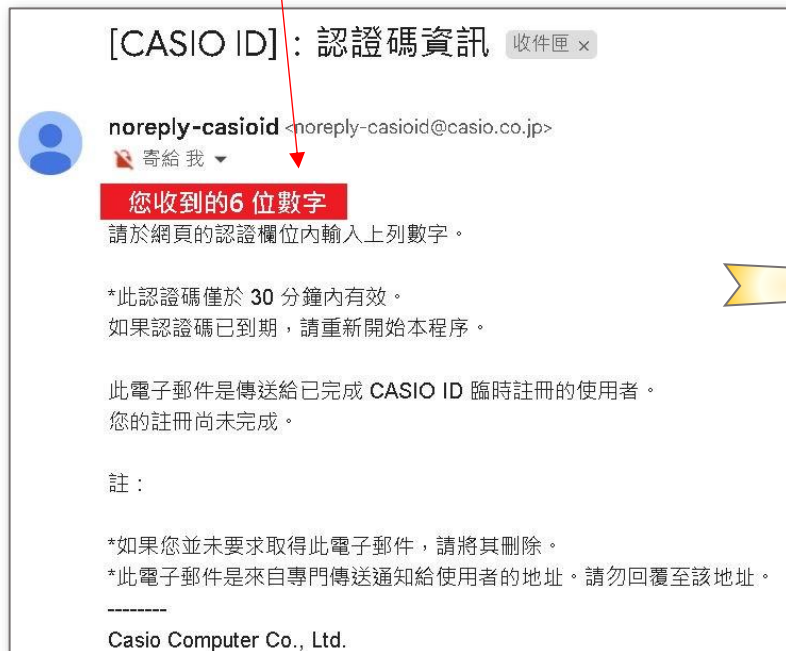 [CASIO ID]：認證碼資訊 收件匣 ×
noreply-casioid <noreply-casioid@casio.co.jp>
寄給 我
您收到的6 位數字
請於網頁的認證欄位內輸入上列數字。
*此認證碼僅於 30 分鐘內有效。
如果認證碼已到期，請重新開始本程序。
此電子郵件是傳送給已完成 CASIO ID 臨時註冊的使用者。
您的註冊尚未完成。
註：
*如果您並未要求取得此電子郵件，請將其刪除。
*此電子郵件是來自專門傳送通知給使用者的地址。請勿回覆至該地址。
--------
Casio Computer Co., Ltd.